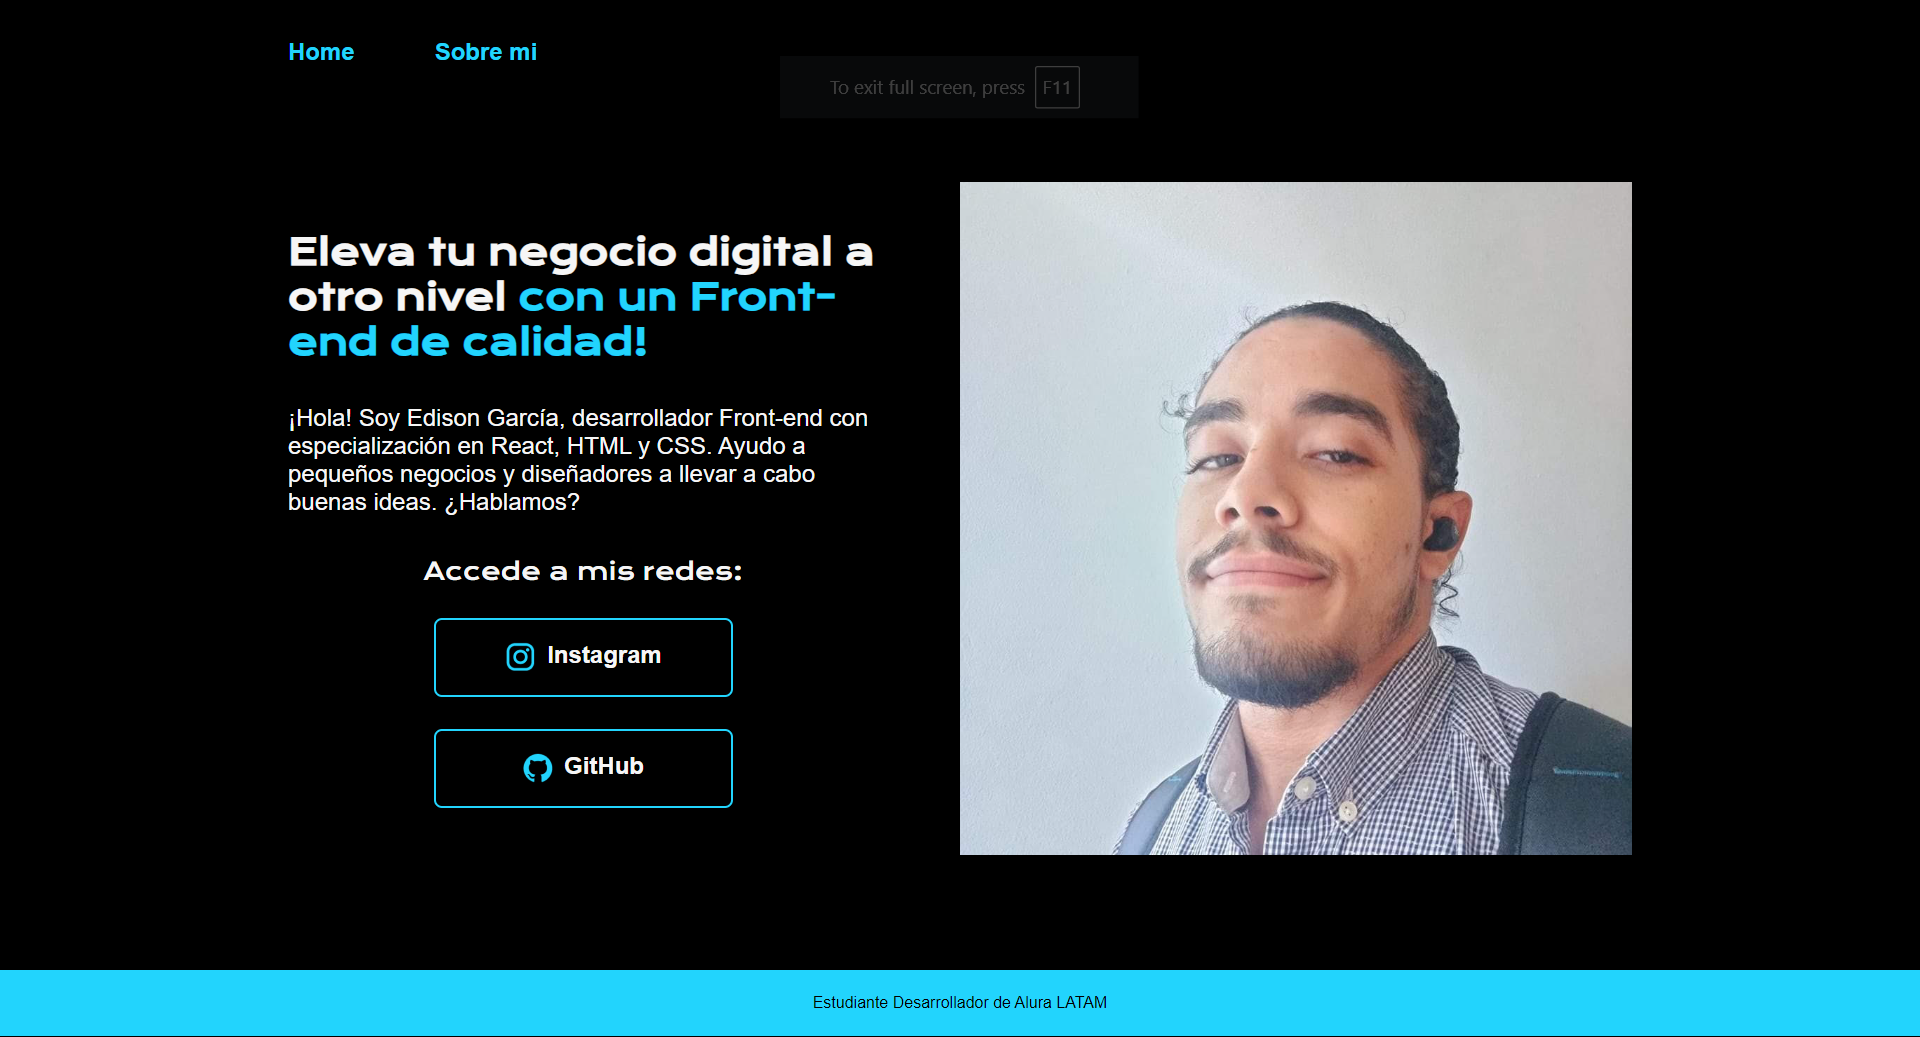 Home
Sobre mi
To exit full screen, press F11
Eleva tu negocio digital a
otro nivel con un Front-
end de calidad!
¡Hola! Soy Edison García, desarrollador Front-end con
especialización en React, HTML y CSS. Ayudo a
pequeños negocios y diseñadores a llevar a cabo
buenas ideas. ¿Hablamos?
Accede a mis redes:
Instagram
GitHub
Estudiante Desarrollador de Alura LATAM